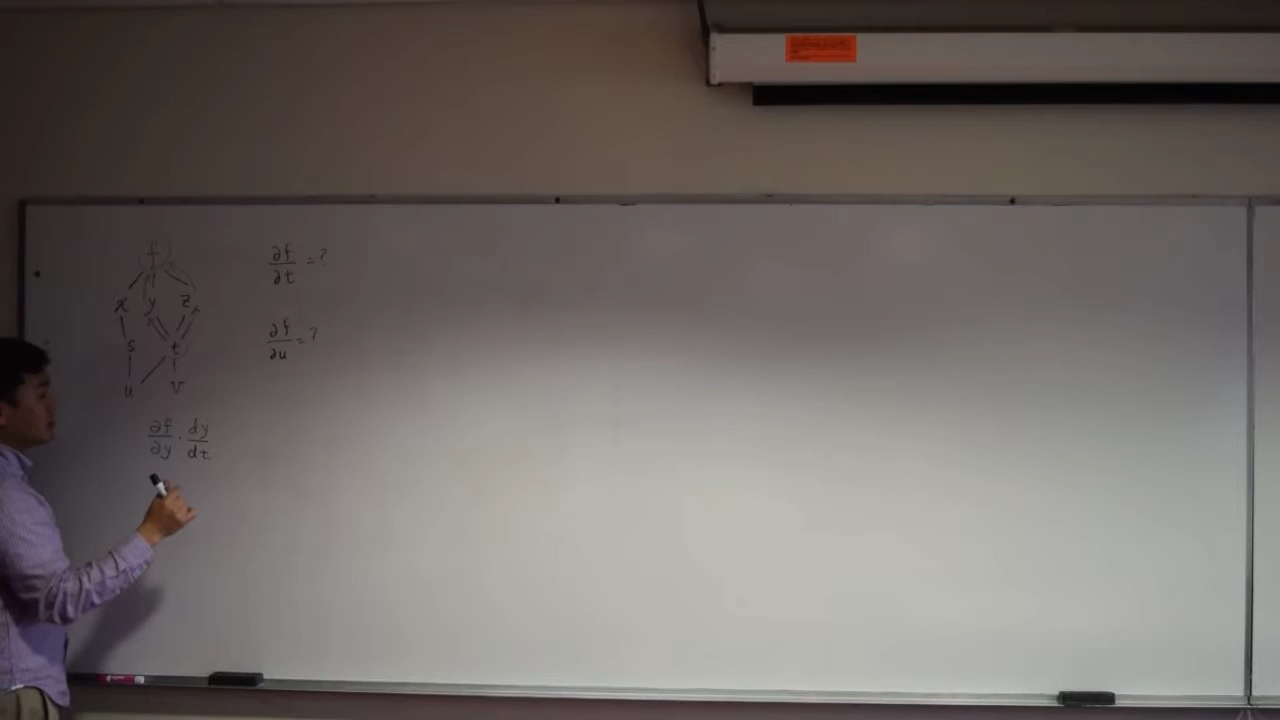 f
x y z
s t
u v
∂f/∂t = ?
∂f/∂u = ?
∂f/∂y · dy/dt